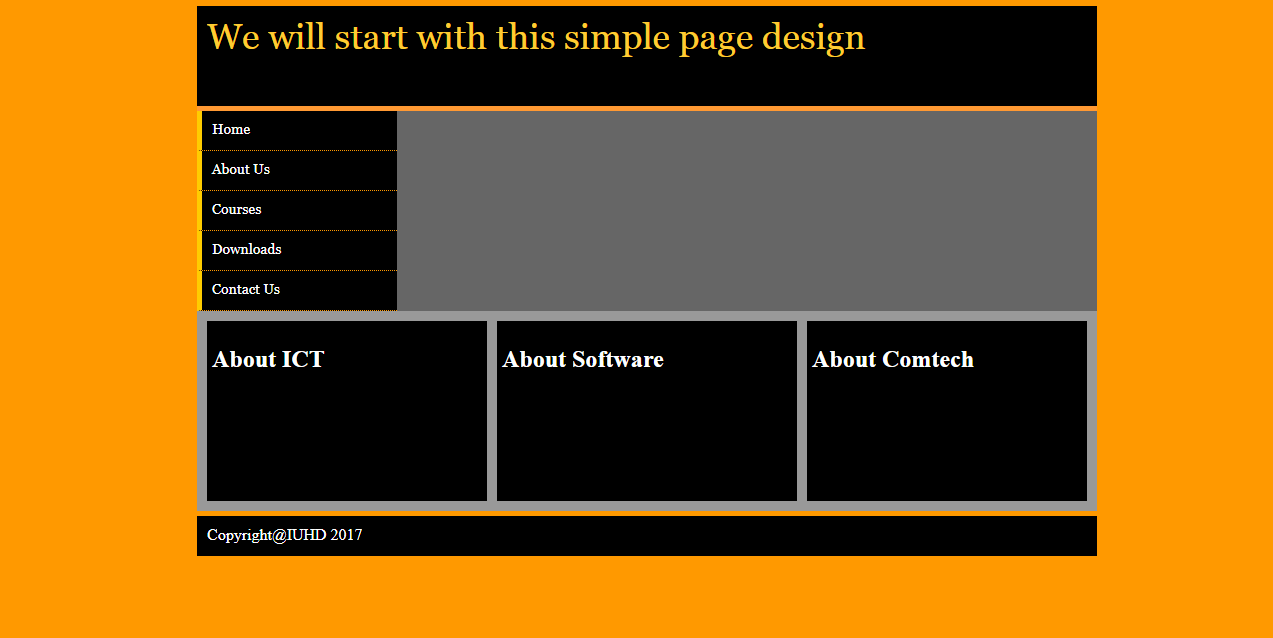 We will start with this simple page design
Home
About Us
Courses
Downloads
Contact Us
About ICT
About Software
About Comtech
Copyright@IUHD 2017